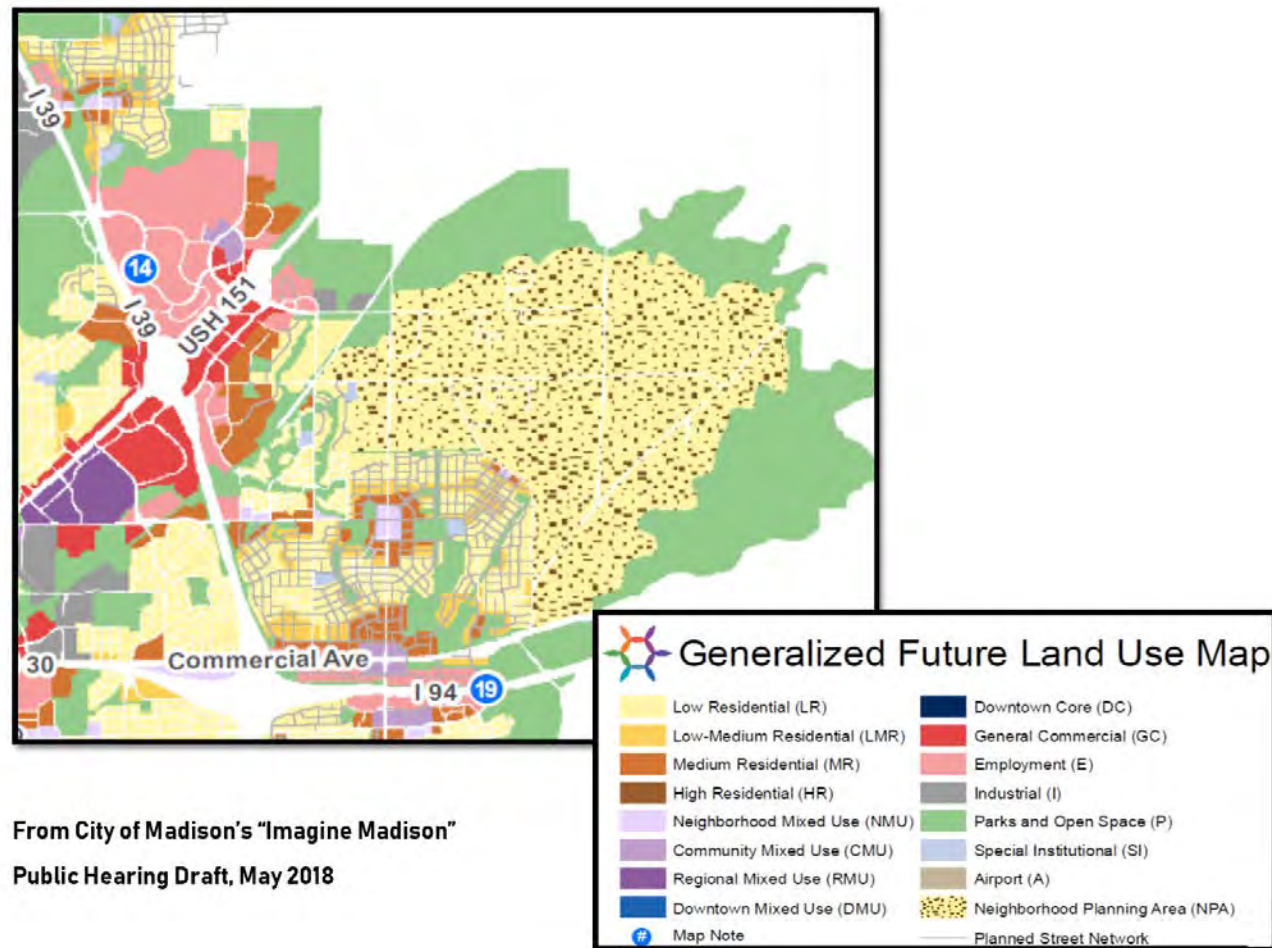 I 39
14
I 39
USH 151
30
Commercial Ave
I 94
19
Generalized Future Land Use Map
Low Residential (LR)
Low-Medium Residential (LMR)
Medium Residential (MR)
High Residential (HR)
Neighborhood Mixed Use (NMU)
Community Mixed Use (CMU)
Regional Mixed Use (RMU)
Downtown Mixed Use (DMU)
# Map Note
Downtown Core (DC)
General Commercial (GC)
Employment (E)
Industrial (I)
Parks and Open Space (P)
Special Institutional (SI)
Airport (A)
Neighborhood Planning Area (NPA)
Planned Street Network
From City of Madison's “Imagine Madison”
Public Hearing Draft, May 2018